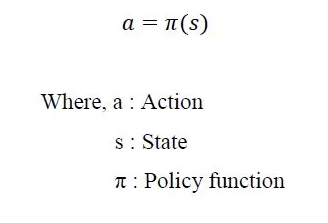 a = π(s)
Where, a : Action
s : State
π : Policy function